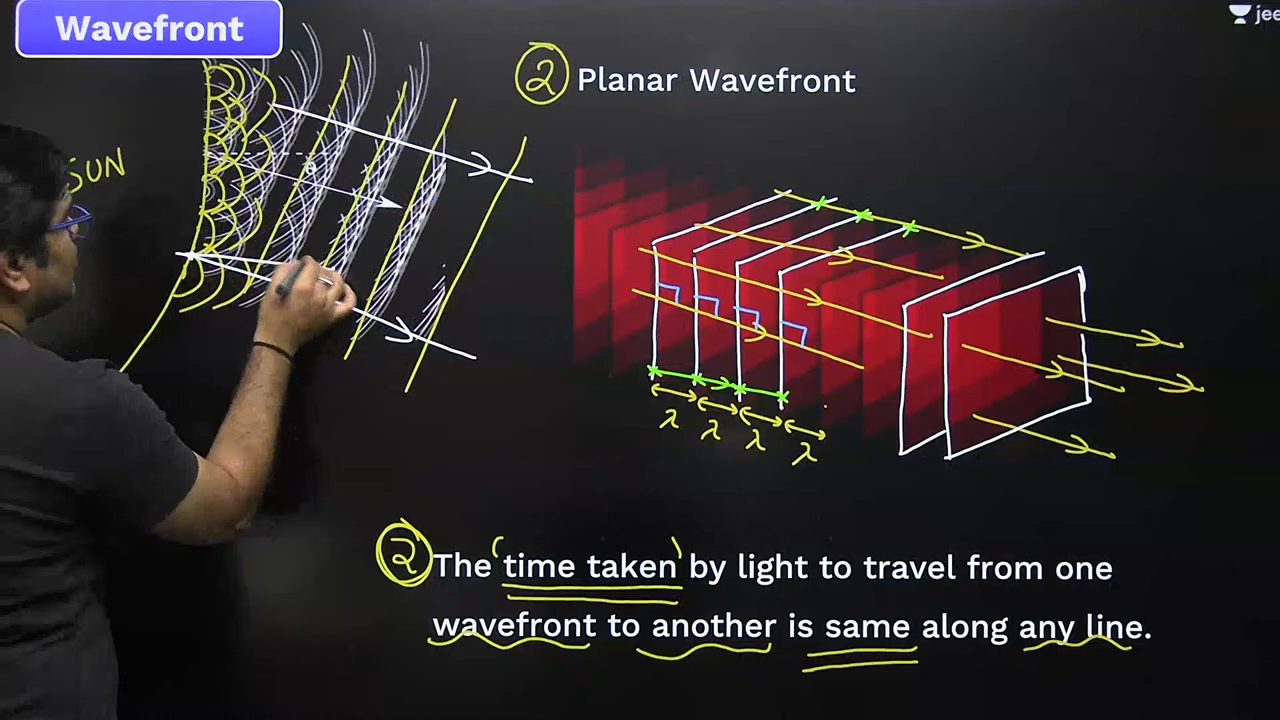 Wavefront
jee
② Planar Wavefront
SUN
λ λ λ λ
② The (time taken) by light to travel from one
wavefront to another is same along any line.